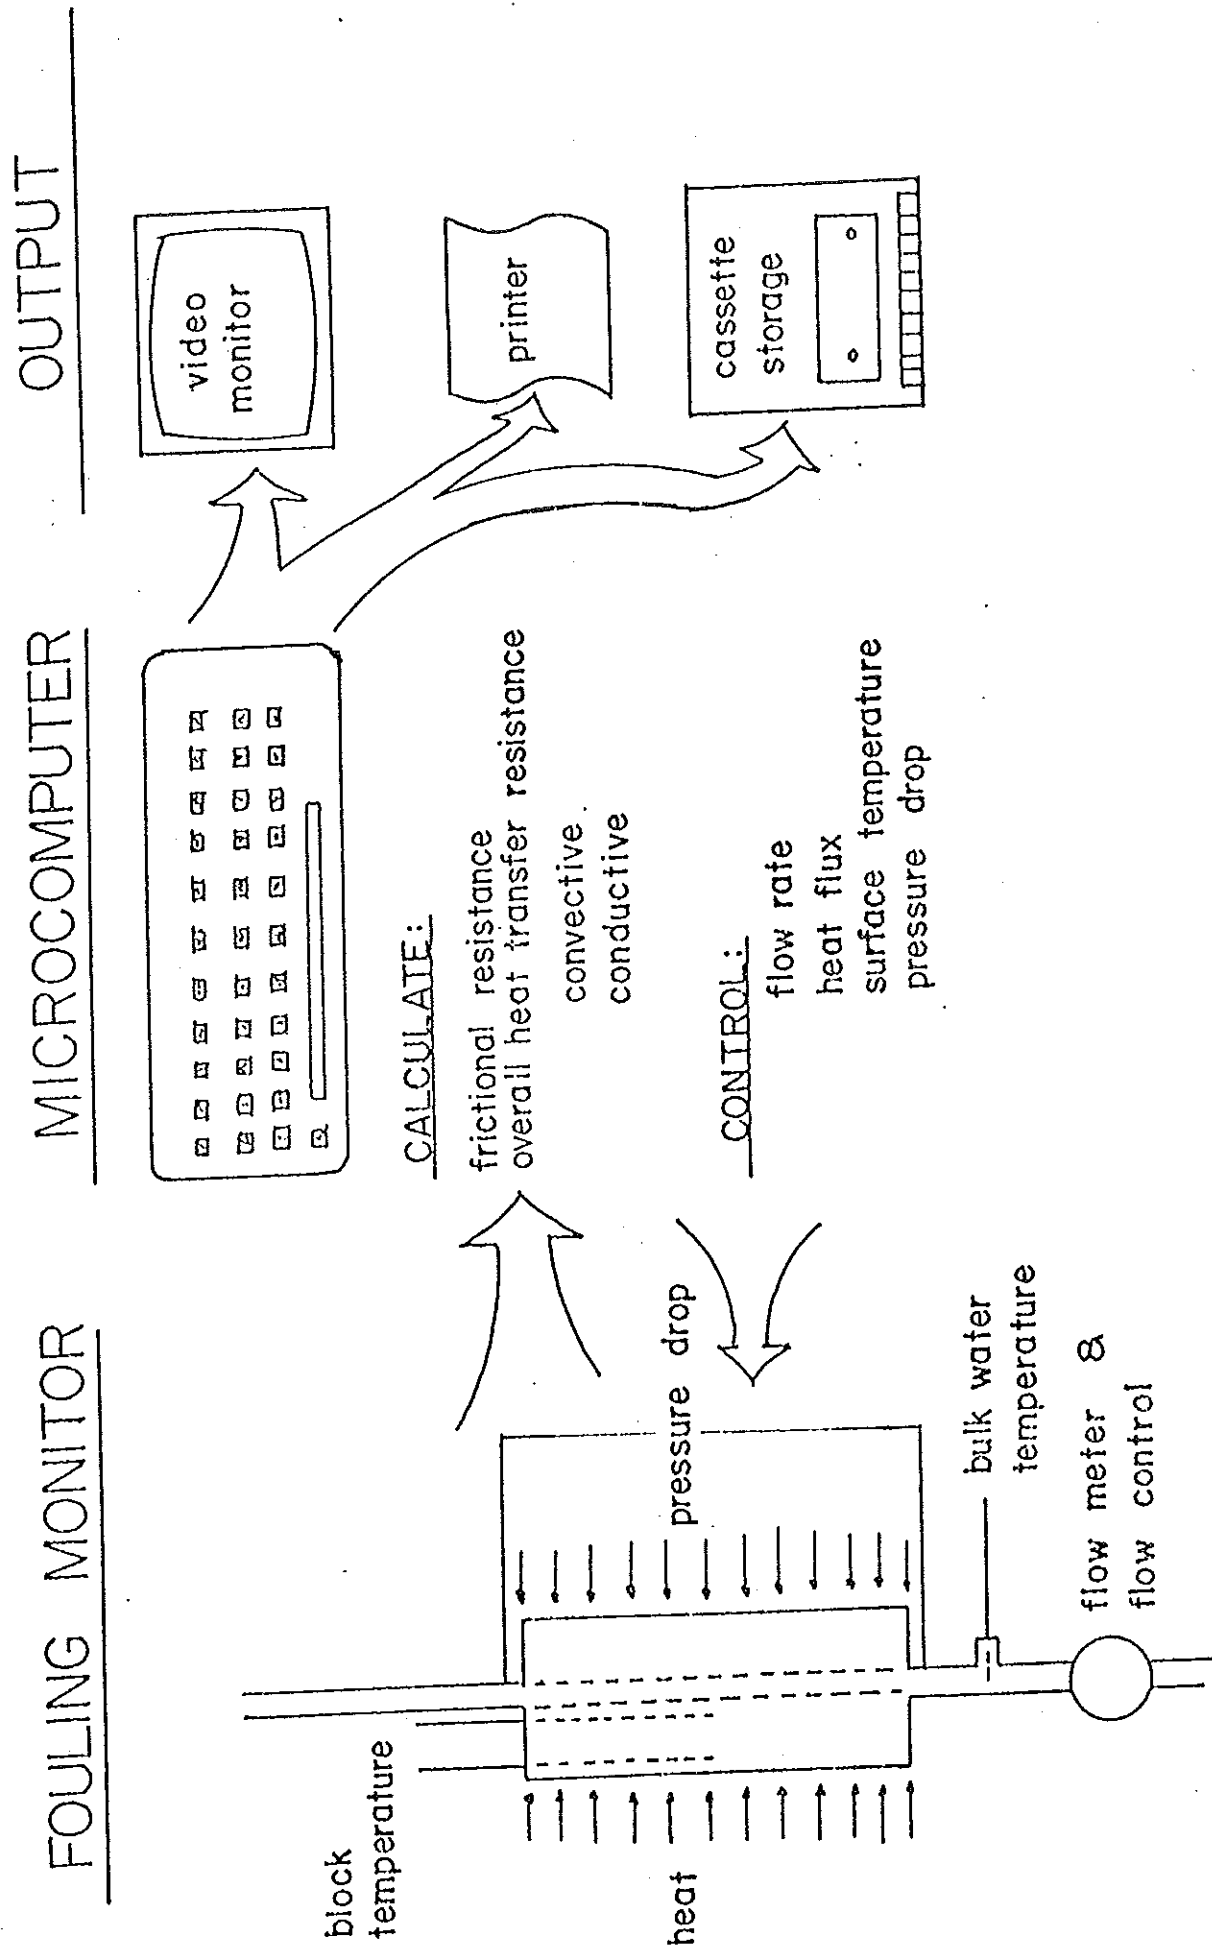 FOULING MONITOR
block
temperature
heat
pressure drop
bulk water
temperature
flow meter &
flow control
MICROCOMPUTER
CALCULATE:
frictional resistance
overall heat transfer resistance
convective
conductive
CONTROL:
flow rate
heat flux
surface temperature
pressure drop
OUTPUT
video
monitor
printer
cassette
storage